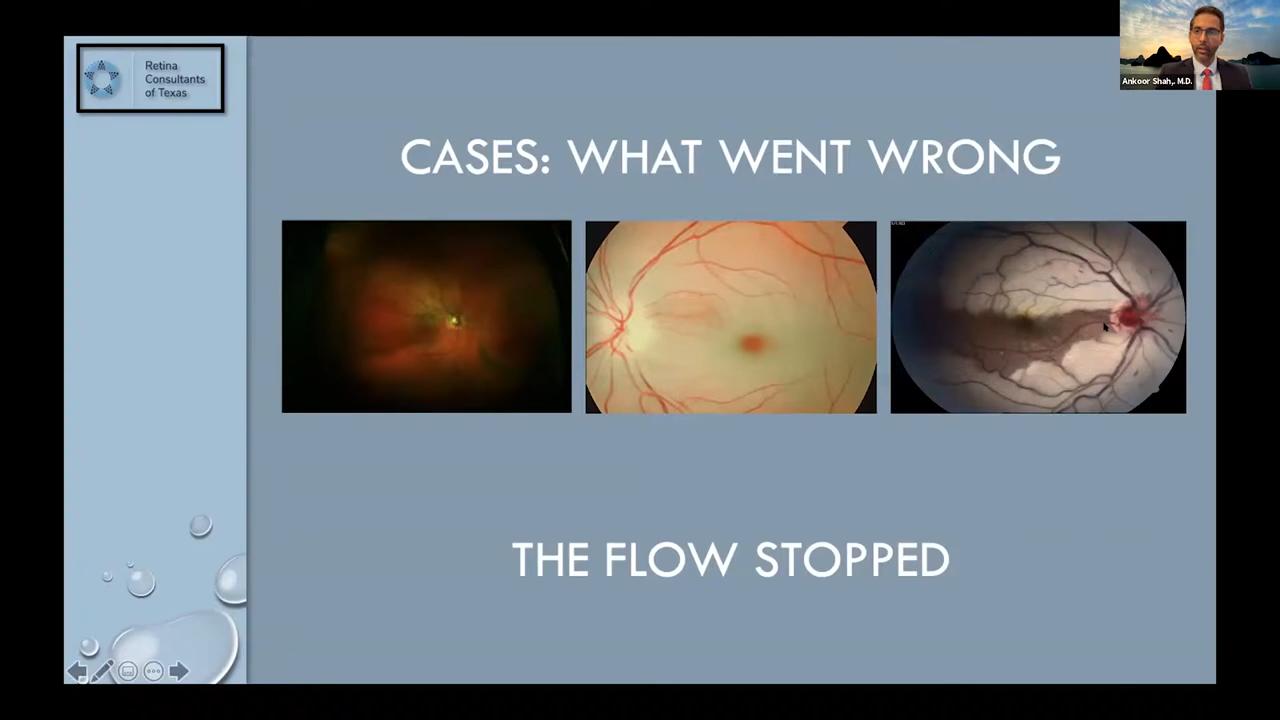 Retina
Consultants
of Texas
Ankoor Shah,. M.D.
CASES: WHAT WENT WRONG
THE FLOW STOPPED